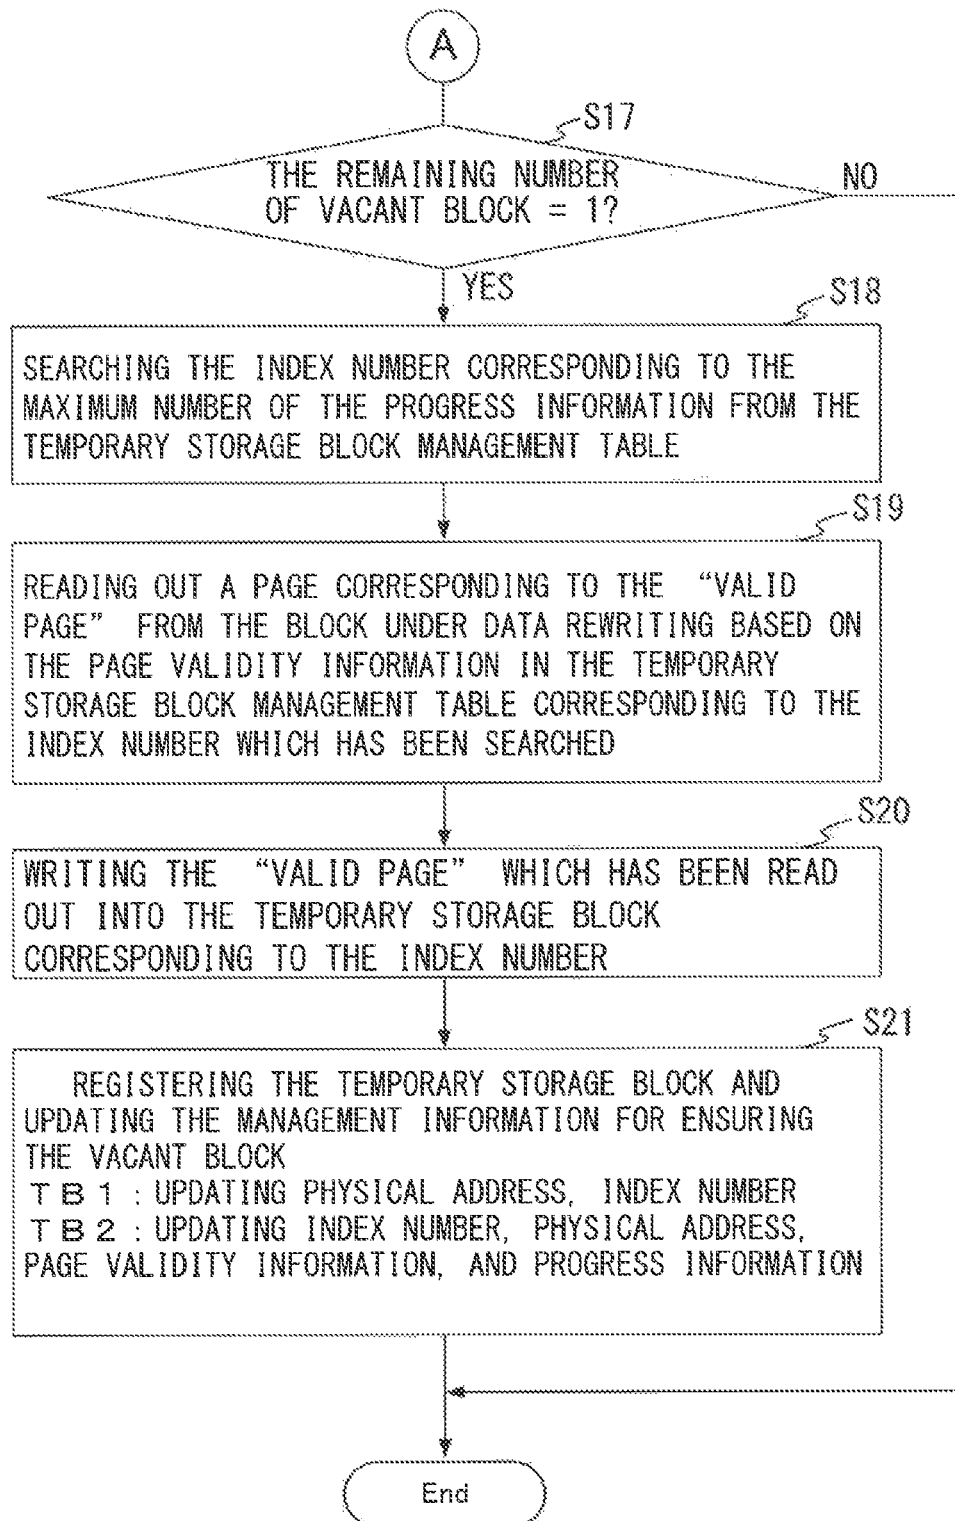 A
S17
THE REMAINING NUMBER
OF VACANT BLOCK = 1?
NO
YES
S18
SEARCHING THE INDEX NUMBER CORRESPONDING TO THE
MAXIMUM NUMBER OF THE PROGRESS INFORMATION FROM THE
TEMPORARY STORAGE BLOCK MANAGEMENT TABLE
S19
READING OUT A PAGE CORRESPONDING TO THE “VALID
PAGE” FROM THE BLOCK UNDER DATA REWRITING BASED ON
THE PAGE VALIDITY INFORMATION IN THE TEMPORARY
STORAGE BLOCK MANAGEMENT TABLE CORRESPONDING TO THE
INDEX NUMBER WHICH HAS BEEN SEARCHED
S20
WRITING THE “VALID PAGE” WHICH HAS BEEN READ
OUT INTO THE TEMPORARY STORAGE BLOCK
CORRESPONDING TO THE INDEX NUMBER
S21
REGISTERING THE TEMPORARY STORAGE BLOCK AND
UPDATING THE MANAGEMENT INFORMATION FOR ENSURING
THE VACANT BLOCK
TB1 : UPDATING PHYSICAL ADDRESS, INDEX NUMBER
TB2 : UPDATING INDEX NUMBER, PHYSICAL ADDRESS,
PAGE VALIDITY INFORMATION, AND PROGRESS INFORMATION
End